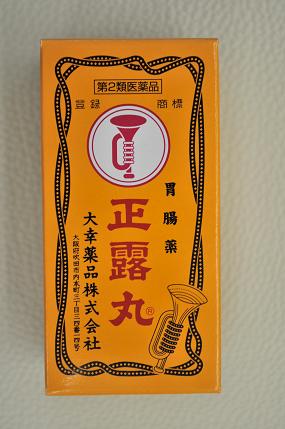 第2類医薬品
登録 商標
胃腸薬
正露丸®
大幸薬品株式会社
大阪府吹田市内本町三丁目三四番一四号